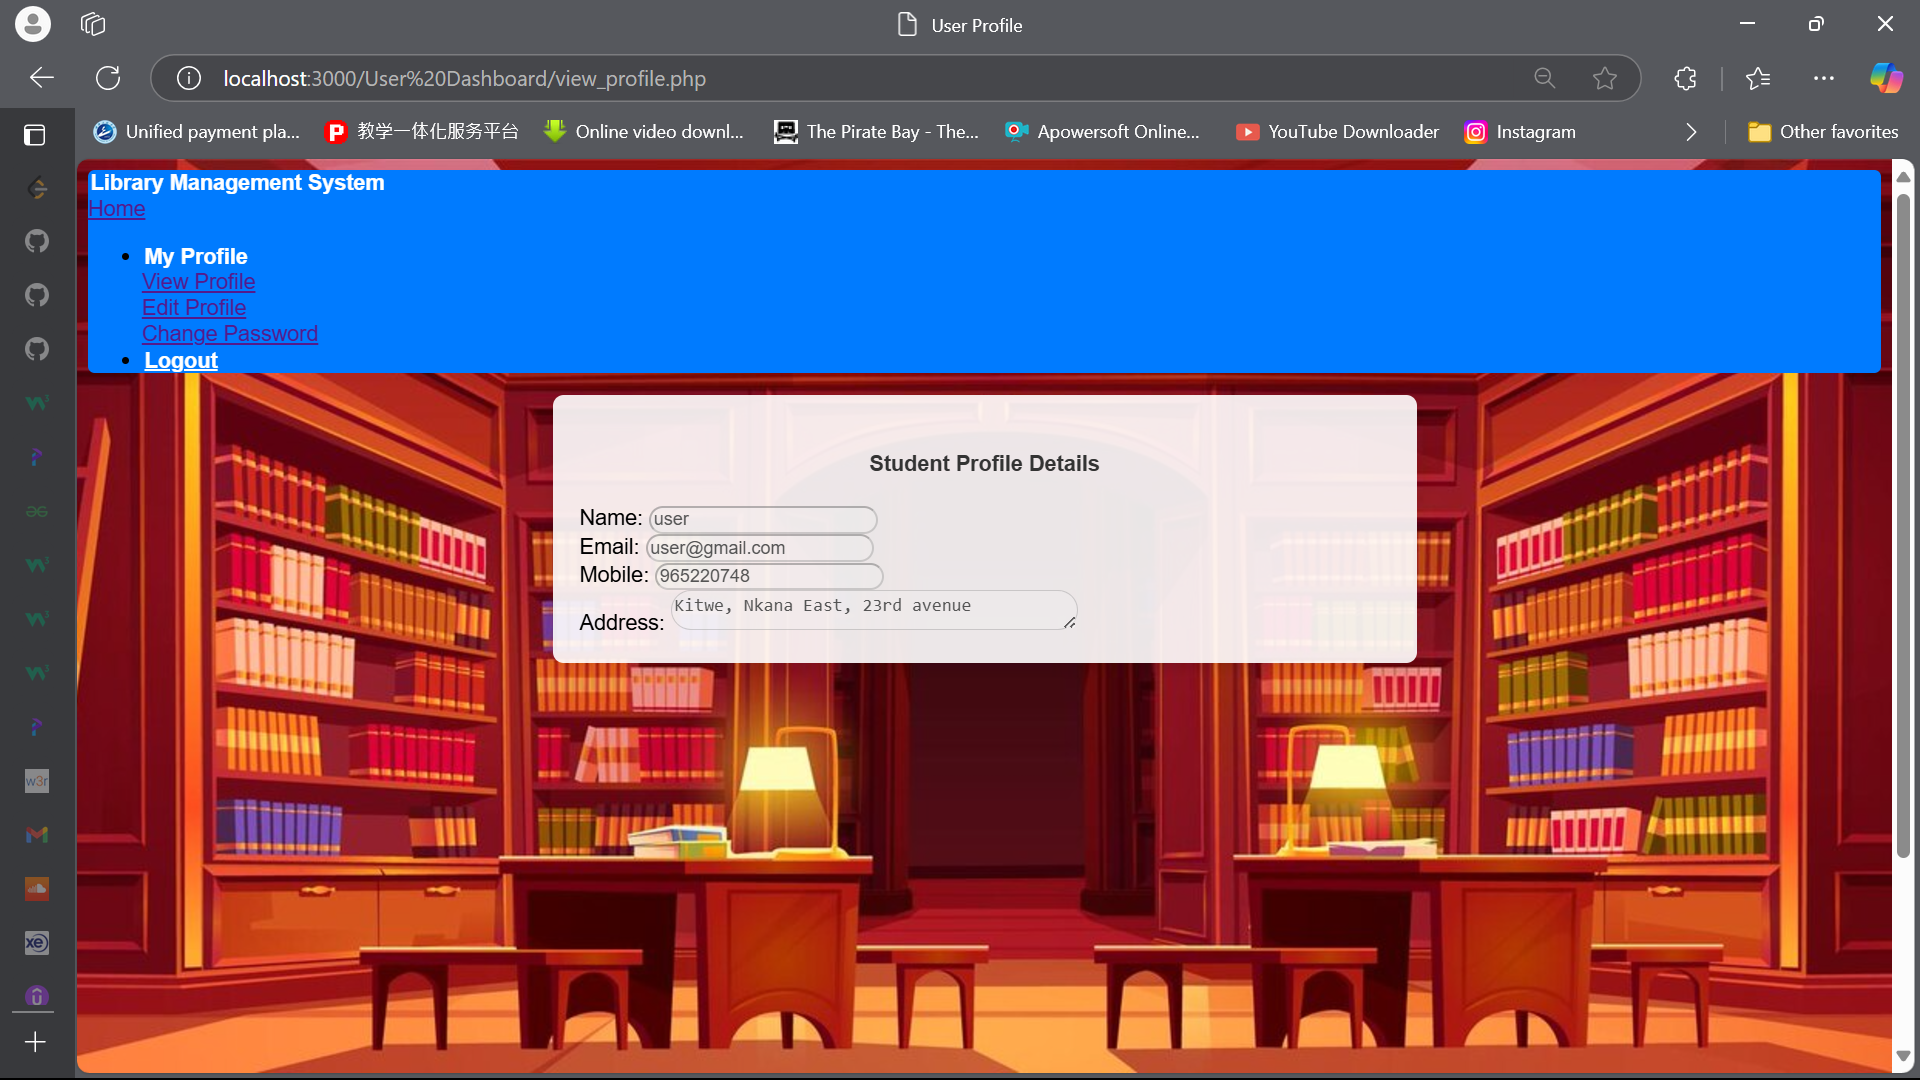 User Profile
localhost:3000/User%20Dashboard/view_profile.php
Unified payment pla...
教学一体化服务平台
Online video downl...
The Pirate Bay - The...
Apowersoft Online...
YouTube Downloader
Instagram
Other favorites
Library Management System
Home
My Profile
View Profile
Edit Profile
Change Password
Logout
Student Profile Details
Name: user
Email: user@gmail.com
Mobile: 965220748
Address: Kitwe, Nkana East, 23rd avenue
w3r
xe